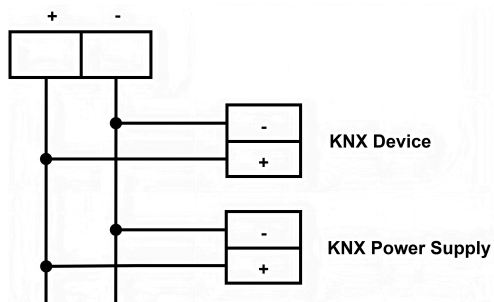 + -
-
KNX Device
+
-
KNX Power Supply
+